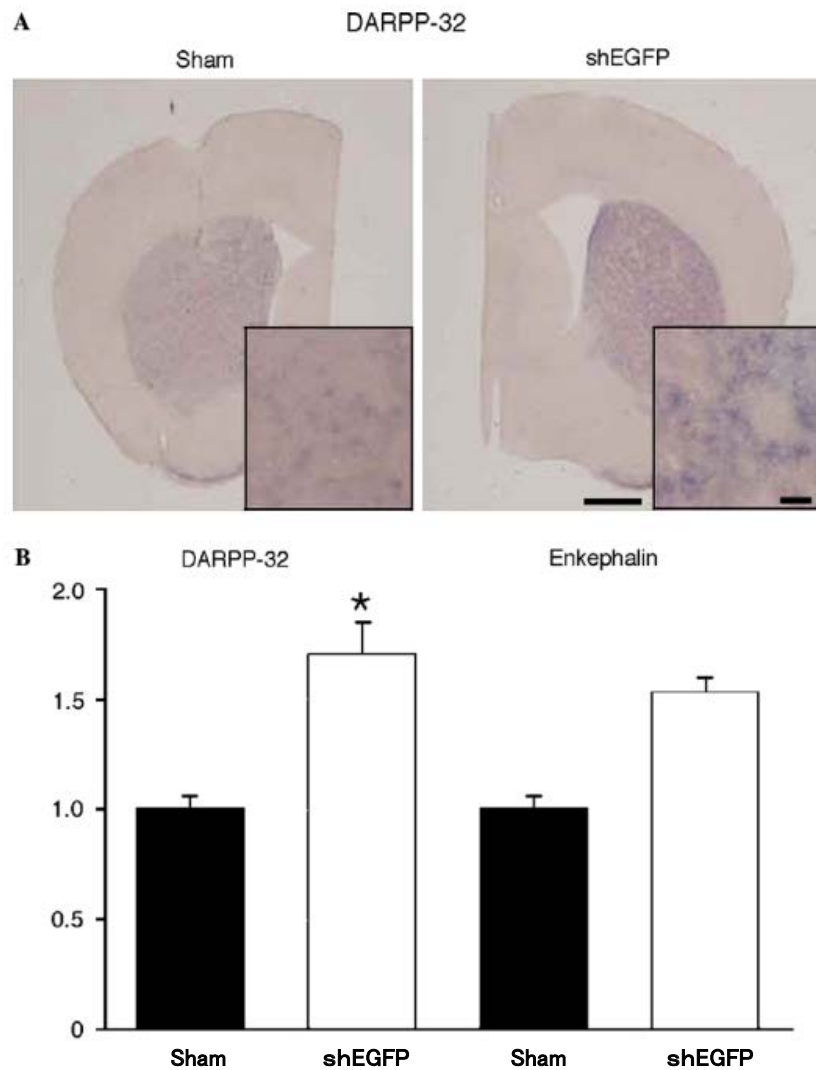 A
DARPP-32
Sham shEGFP
B
DARPP-32 Enkephalin
2.0
*
1.5
1.0
0.5
0
Sham shEGFP Sham shEGFP